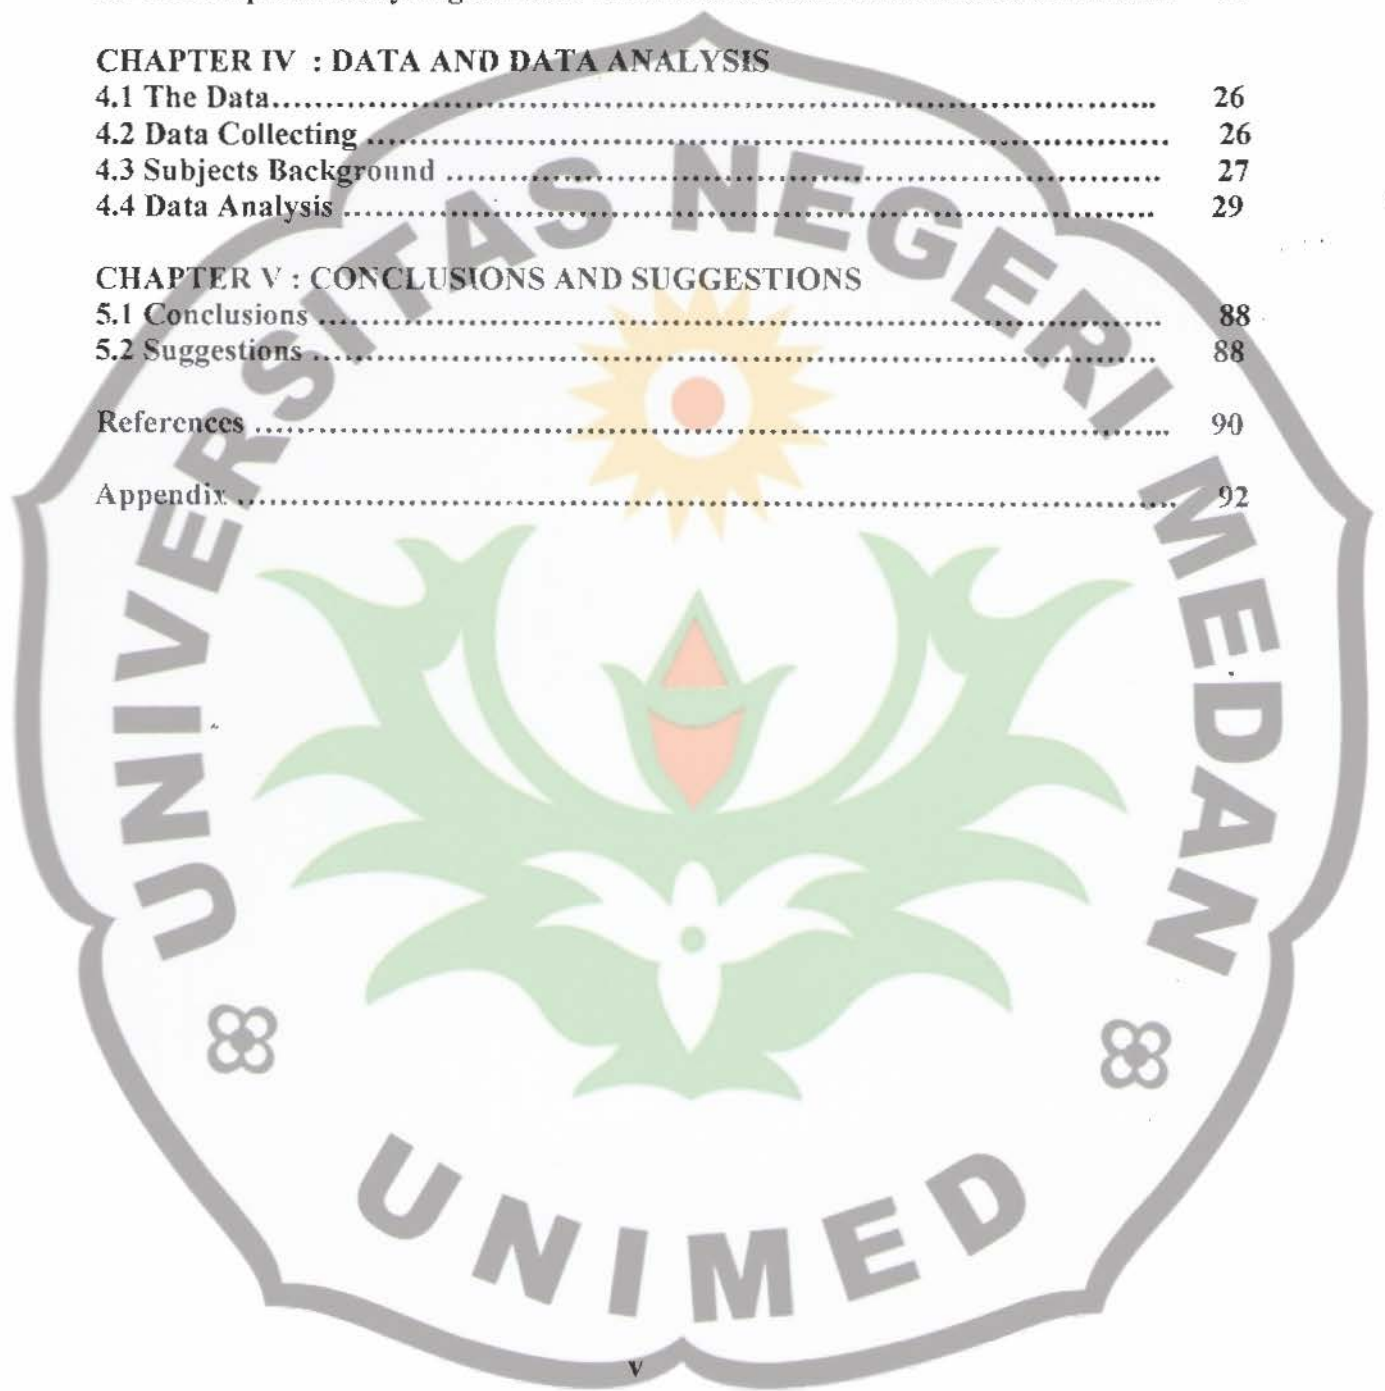 CHAPTER IV : DATA AND DATA ANALYSIS
4.1 The Data........................................ 26
4.2 Data Collecting ........................................ 26
4.3 Subjects Background ........................................ 27
4.4 Data Analysis ........................................ 29
CHAPTER V : CONCLUSIONS AND SUGGESTIONS
5.1 Conclusions ........................................ 88
5.2 Suggestions ........................................ 88
References ........................................ 90
Appendix ........................................ 92
UNIVERSITAS NEGERI MEDAN
UNIMED
v